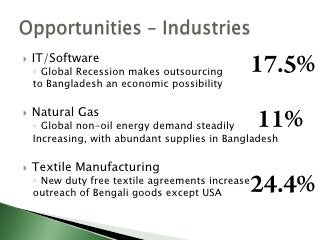 Opportunities – Industries
IT/Software
Global Recession makes outsourcing
to Bangladesh an economic possibility
17.5%
Natural Gas
Global non-oil energy demand steadily
Increasing, with abundant supplies in Bangladesh
11%
Textile Manufacturing
New duty free textile agreements increase
outreach of Bengali goods except USA
24.4%